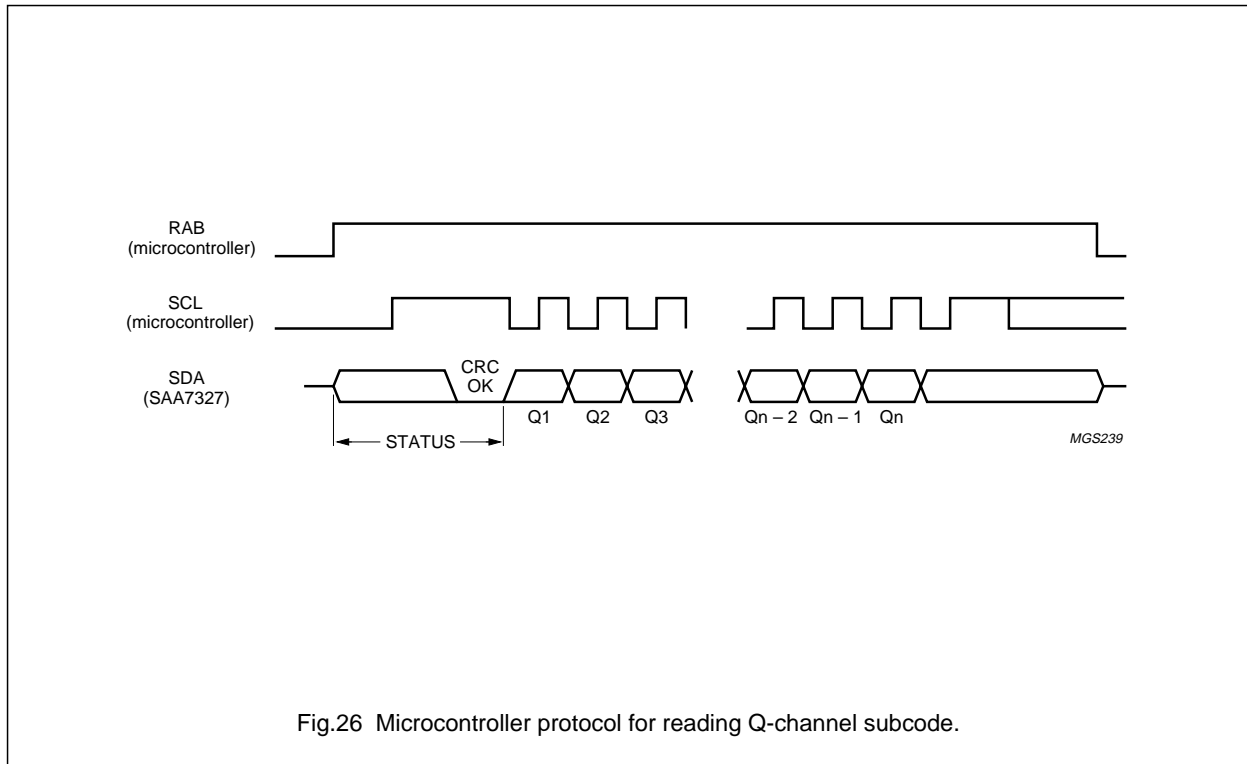 RAB
(microcontroller)
SCL
(microcontroller)
SDA
(SAA7327)
CRC
OK
Q1 Q2 Q3 Qn – 2 Qn – 1 Qn
STATUS
MGS239
Fig.26 Microcontroller protocol for reading Q-channel subcode.